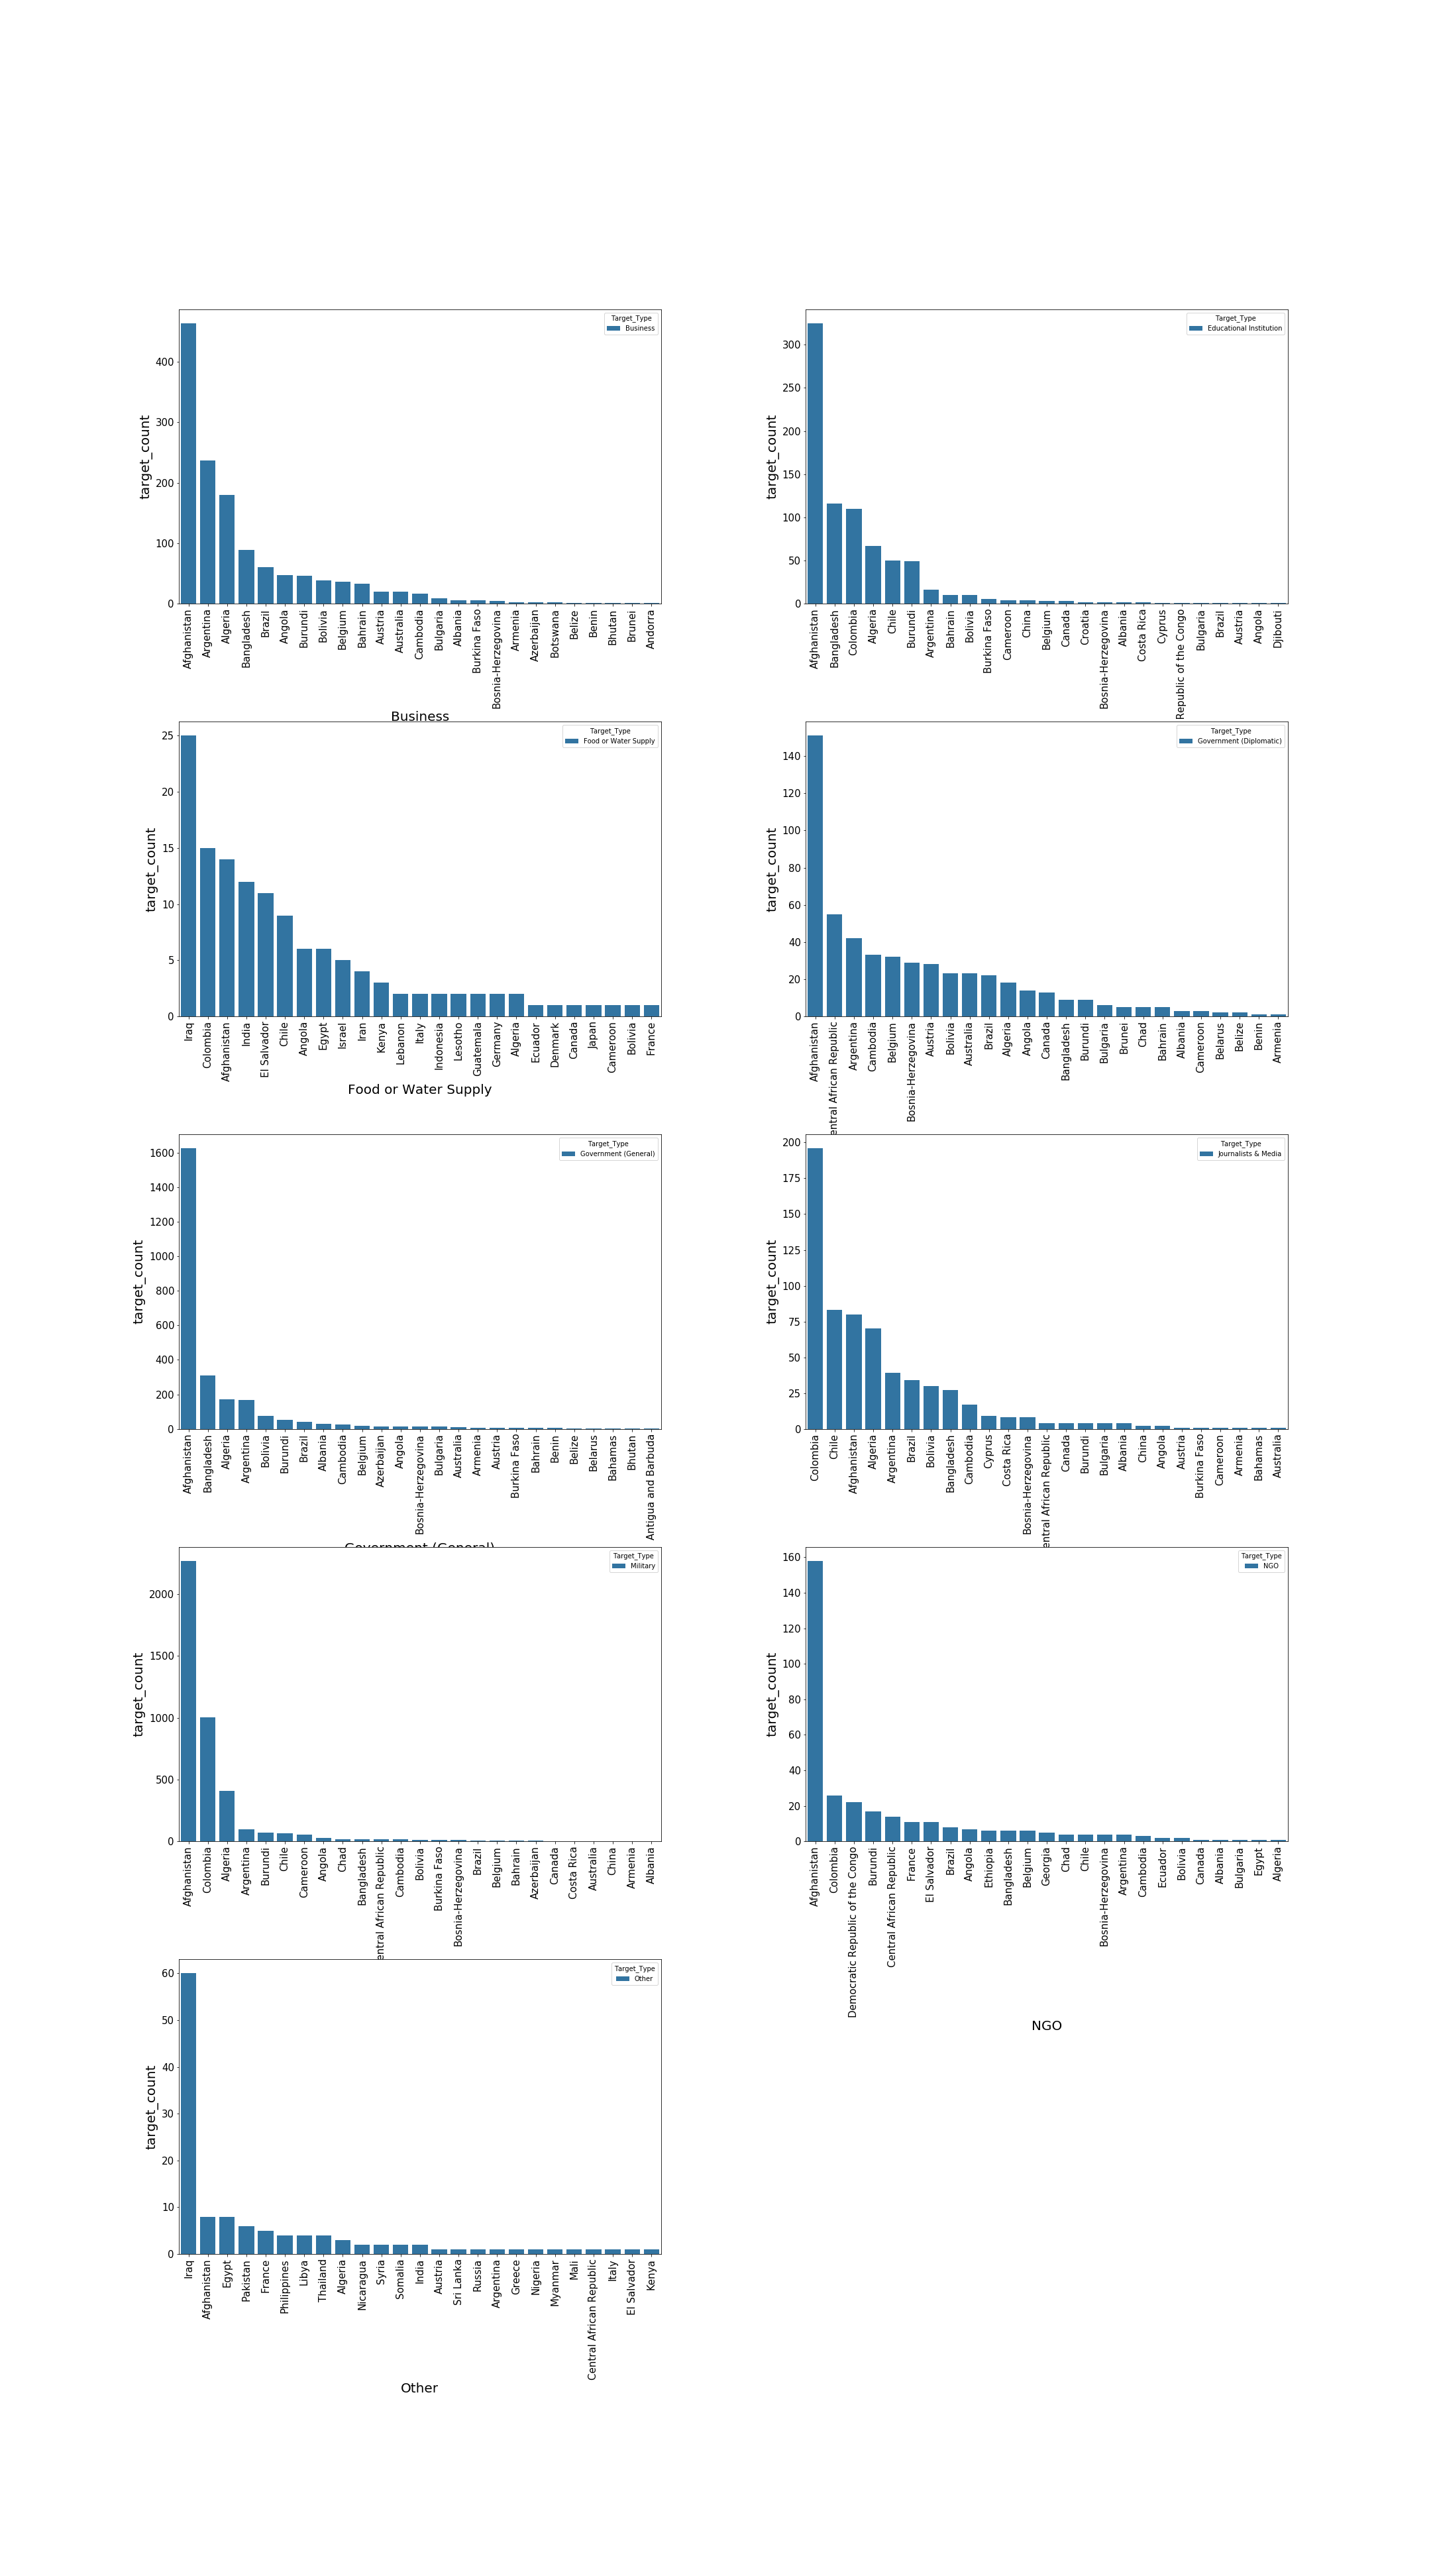 Target_Type
Business
target_count
400
300
200
100
0
Afghanistan
Argentina
Algeria
Bangladesh
Brazil
Angola
Burundi
Bolivia
Belgium
Bahrain
Austria
Australia
Cambodia
Bulgaria
Albania
Burkina Faso
Bosnia-Herzegovina
Armenia
Azerbaijan
Botswana
Belize
Benin
Bhutan
Brunei
Andorra
Business
Target_Type
Educational Institution
target_count
300
250
200
150
100
50
0
Afghanistan
Bangladesh
Colombia
Algeria
Chile
Burundi
Argentina
Bahrain
Bolivia
Burkina Faso
Cameroon
China
Belgium
Canada
Croatia
Bosnia-Herzegovina
Albania
Costa Rica
Cyprus
Republic of the Congo
Bulgaria
Brazil
Austria
Angola
Djibouti
Target_Type
Food or Water Supply
target_count
25
20
15
10
5
0
Iraq
Colombia
Afghanistan
India
El Salvador
Chile
Angola
Egypt
Israel
Iran
Kenya
Lebanon
Italy
Indonesia
Lesotho
Guatemala
Germany
Algeria
Ecuador
Denmark
Canada
Japan
Cameroon
Bolivia
France
Food or Water Supply
Target_Type
Government (Diplomatic)
target_count
140
120
100
80
60
40
20
0
Afghanistan
entral African Republic
Argentina
Cambodia
Belgium
Bosnia-Herzegovina
Austria
Bolivia
Australia
Brazil
Algeria
Angola
Canada
Bangladesh
Burundi
Bulgaria
Brunei
Chad
Bahrain
Albania
Cameroon
Belarus
Belize
Benin
Armenia
Target_Type
Government (General)
target_count
1600
1400
1200
1000
800
600
400
200
0
Afghanistan
Bangladesh
Algeria
Argentina
Bolivia
Burundi
Brazil
Albania
Cambodia
Belgium
Azerbaijan
Angola
Bosnia-Herzegovina
Bulgaria
Australia
Armenia
Austria
Burkina Faso
Bahrain
Benin
Belize
Belarus
Bahamas
Bhutan
Antigua and Barbuda
Government (General)
Target_Type
Journalists & Media
target_count
200
175
150
125
100
75
50
25
0
Colombia
Chile
Afghanistan
Algeria
Argentina
Brazil
Bolivia
Bangladesh
Cambodia
Cyprus
Costa Rica
Bosnia-Herzegovina
entral African Republic
Canada
Burundi
Bulgaria
Albania
China
Angola
Austria
Burkina Faso
Cameroon
Armenia
Bahamas
Australia
Target_Type
Military
target_count
2000
1500
1000
500
0
Afghanistan
Colombia
Algeria
Argentina
Burundi
Chile
Cameroon
Angola
Chad
Bangladesh
entral African Republic
Cambodia
Bolivia
Burkina Faso
Bosnia-Herzegovina
Brazil
Belgium
Bahrain
Azerbaijan
Canada
Costa Rica
Australia
China
Armenia
Albania
Target_Type
NGO
target_count
160
140
120
100
80
60
40
20
0
Afghanistan
Colombia
Democratic Republic of the Congo
Burundi
Central African Republic
France
El Salvador
Brazil
Angola
Ethiopia
Bangladesh
Belgium
Georgia
Chad
Chile
Bosnia-Herzegovina
Argentina
Cambodia
Ecuador
Bolivia
Canada
Albania
Bulgaria
Egypt
Algeria
NGO
Target_Type
Other
target_count
60
50
40
30
20
10
0
Iraq
Afghanistan
Egypt
Pakistan
France
Philippines
Libya
Thailand
Algeria
Nicaragua
Syria
Somalia
India
Austria
Sri Lanka
Russia
Argentina
Greece
Nigeria
Myanmar
Mali
Central African Republic
Italy
El Salvador
Kenya
Other